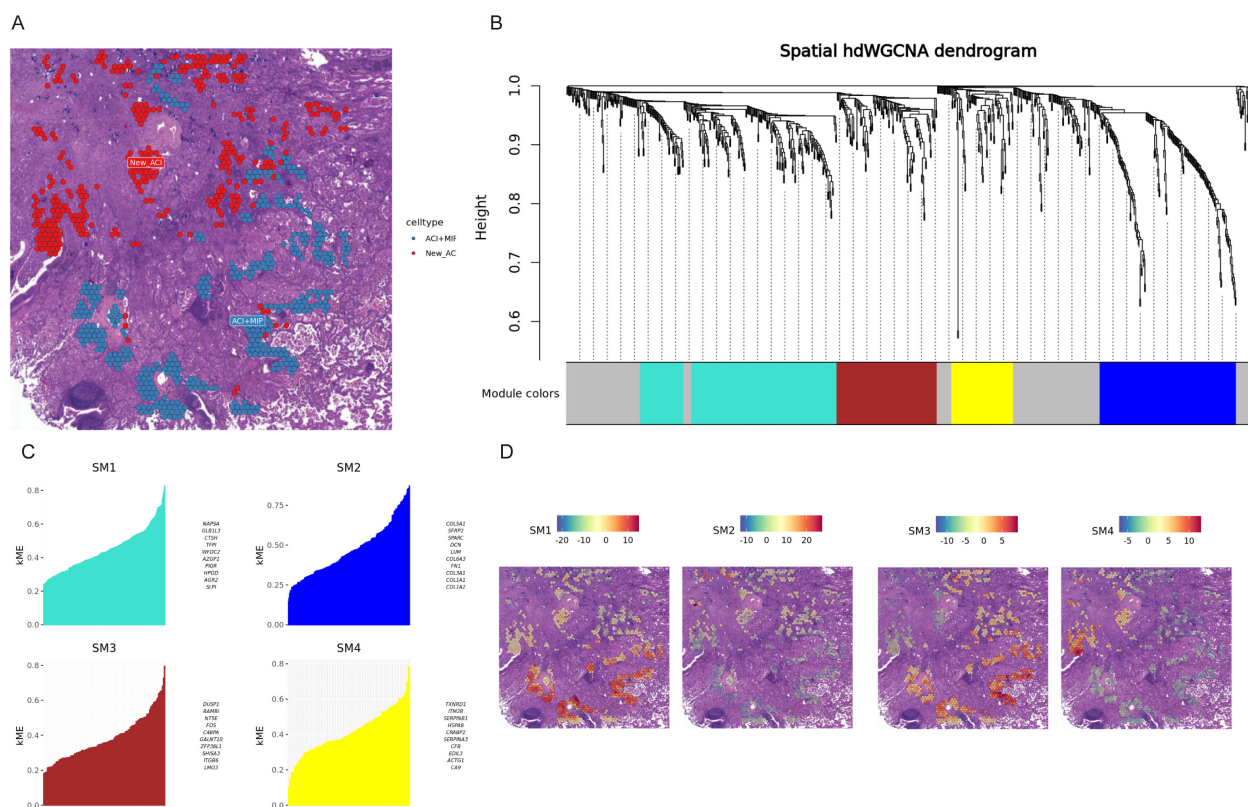 A
New_ACI
ACI+MIP
celltype
ACI+MIF
New_AC
B
Spatial hdWGCNA dendrogram
Height
1.0
0.9
0.8
0.7
0.6
Module colors
C
SM1
kME
0.8
0.6
0.4
0.2
0.0
NAPSA
GLB1L3
CTSH
TFPI
WFDC2
AZGP1
PIGR
HPGD
AGR2
SLPI
SM2
kME
0.75
0.50
0.25
0.00
COL5A1
SFRP2
SPARC
DCN
LUM
COL6A3
FN1
COL3A1
COL1A1
COL1A2
SM3
kME
0.8
0.6
0.4
0.2
0.0
DUSP1
BAMBI
NT5E
FOS
C4BPA
GALNT10
ZFP36L1
SHISA3
ITGB6
LMO3
SM4
kME
0.8
0.6
0.4
0.2
0.0
TXNRD1
ITM2B
SERPINB1
HSPA8
CRABP2
SERPINA3
CFB
EDIL3
ACTG1
CA9
D
SM1
-20 -10 0 10
SM2
-10 0 10 20
SM3
-10 -5 0 5
SM4
-5 0 5 10